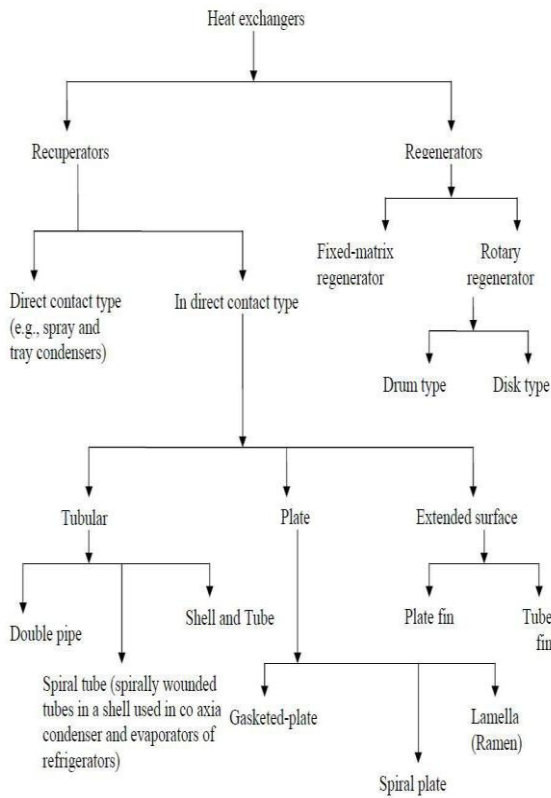 Heat exchangers
Recuperators
Regenerators
Fixed-matrix
regenerator
Rotary
regenerator
Direct contact type
(e.g., spray and
tray condensers)
In direct contact type
Drum type
Disk type
Tubular
Plate
Extended surface
Double pipe
Shell and Tube
Plate fin
Tube
fin
Spiral tube (spirally wounded
tubes in a shell used in co axia
condenser and evaporators of
refrigerators)
Gasketed-plate
Lamella
(Ramen)
Spiral plate